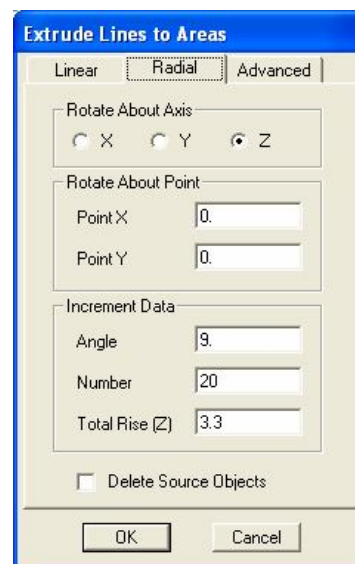 Extrude Lines to Areas
Linear Radial Advanced
Rotate About Axis
X Y Z
Rotate About Point
Point X 0.
Point Y 0.
Increment Data
Angle 9.
Number 20
Total Rise (Z) 3.3
Delete Source Objects
OK Cancel